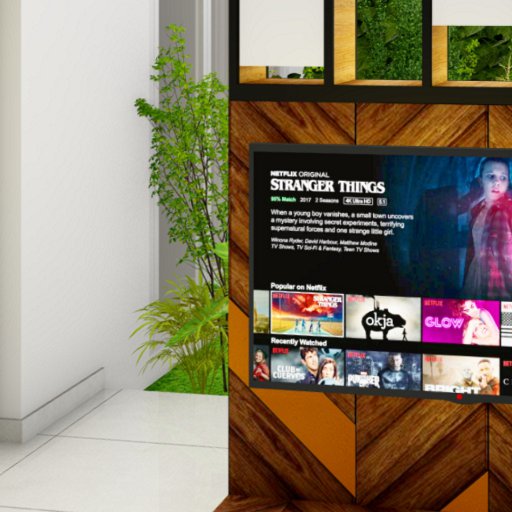 NETFLIX ORIGINAL
STRANGER THINGS
95% Match 2017 2 Seasons 4K Ultra HD 5.1
When a young boy vanishes, a small town uncovers
a mystery involving secret experiments, terrifying
supernatural forces and one strange little girl.
Winona Ryder, David Harbour, Matthew Modine
TV Shows, TV Sci-Fi & Fantasy, Teen TV Shows
Popular on Netflix
NETFLIX
STRANGER THINGS
NETFLIX
okja
NETFLIX
GLOW
Recently Watched
NETFLIX
CLUB DE
CUERVOS
NETFLIX
PUNISHER
NETFLIX
BRIGHT